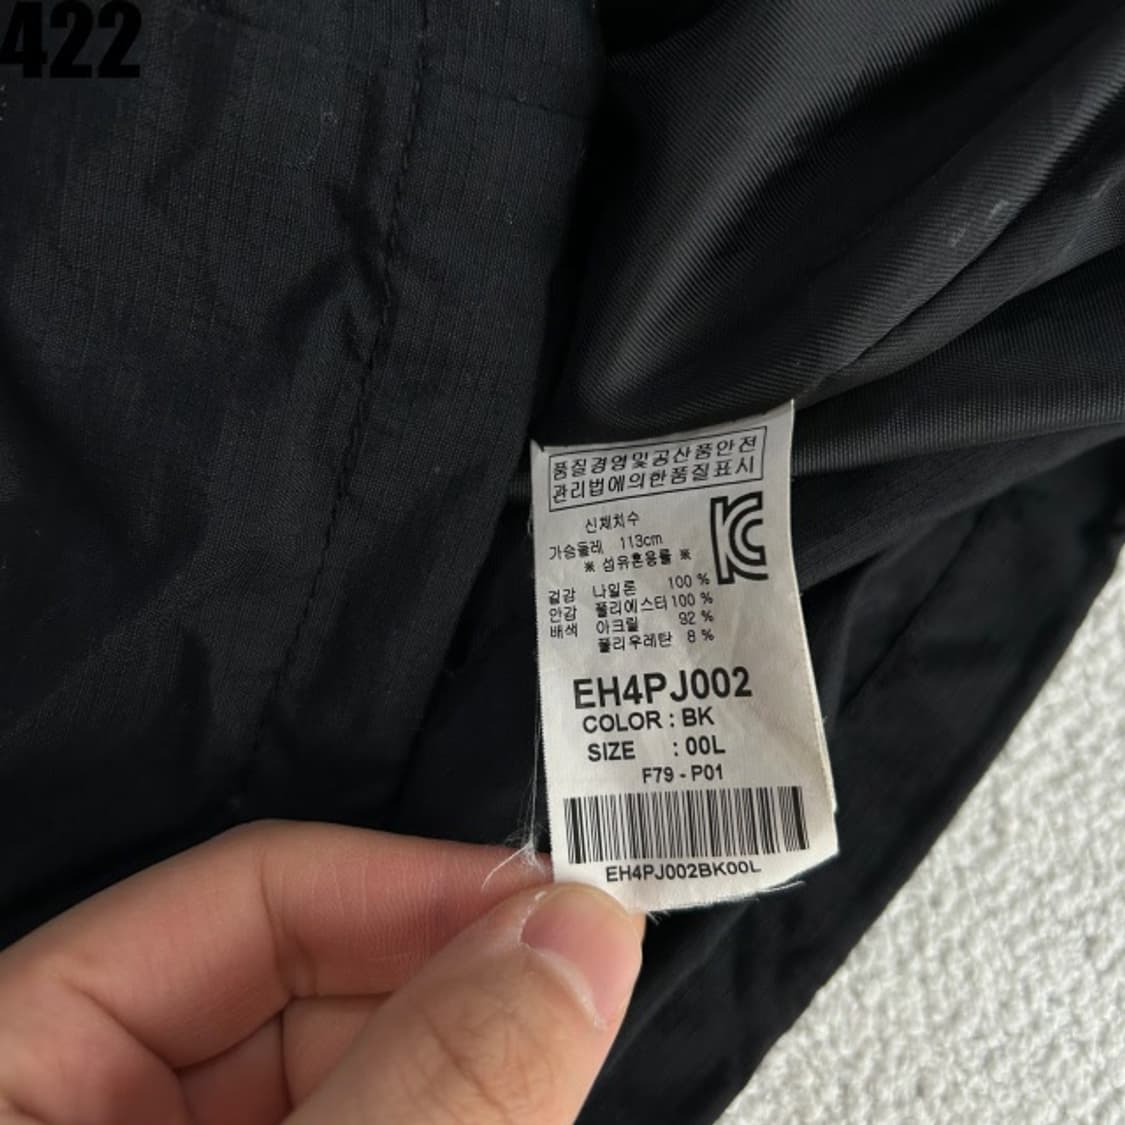 422
품질경영및공산품안전
관리법에의한품질표시
신체치수
가슴둘레 113cm
※ 섬유혼용률 ※
겉감 나일론 100 %
안감 폴리에스터 100 %
배색 아크릴 92 %
폴리우레탄 8 %
EH4PJ002
COLOR : BK
SIZE : 00L
F79 - P01
EH4PJ002BK00L